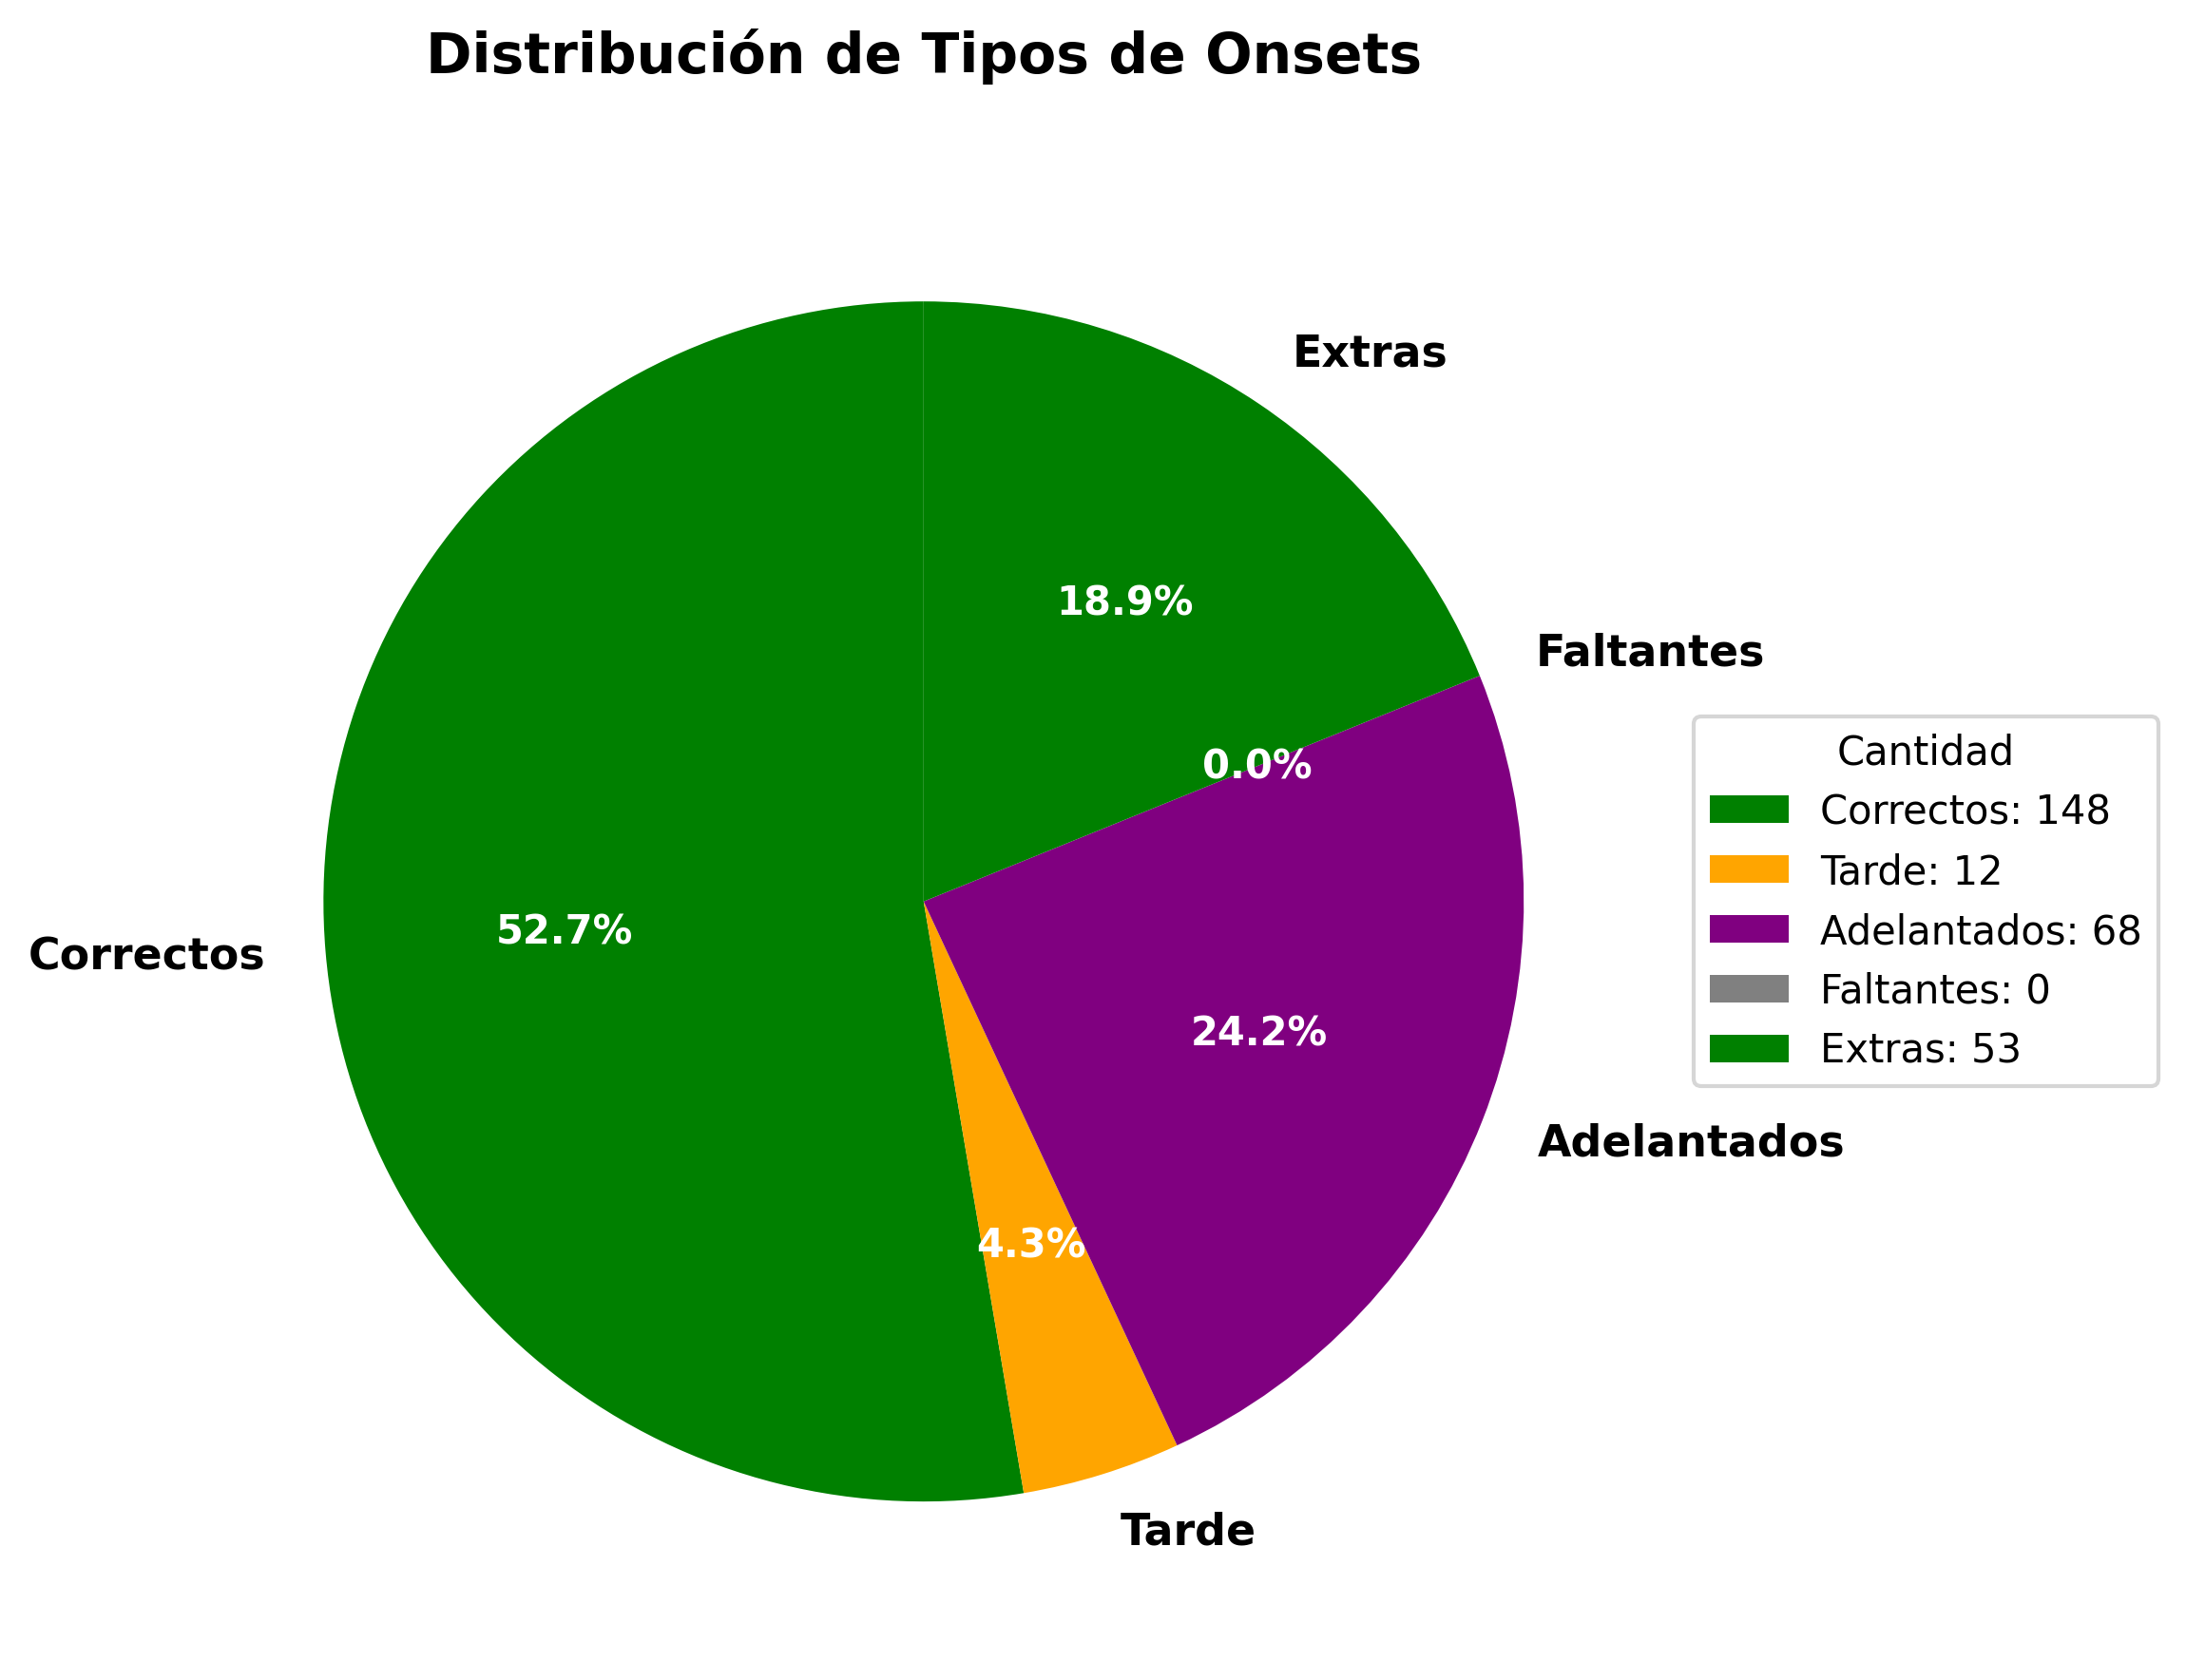 Distribución de Tipos de Onsets
Extras
18.9%
Faltantes
0.0%
Cantidad
Correctos: 148
Tarde: 12
Adelantados: 68
Faltantes: 0
Extras: 53
52.7%
Correctos
24.2%
Adelantados
4.3%
Tarde